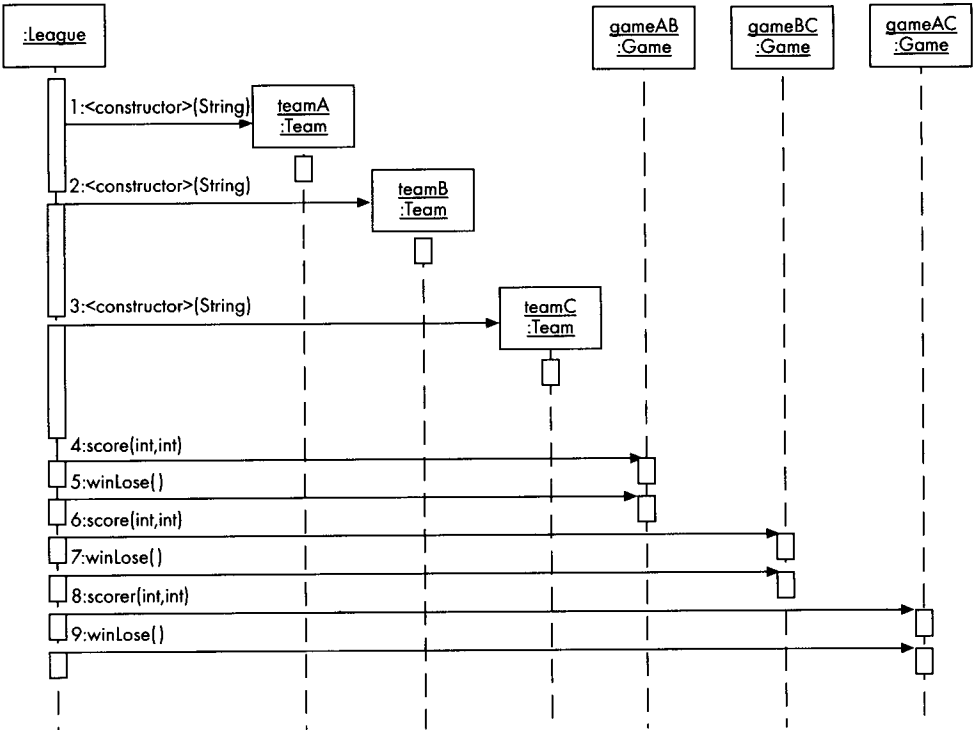 :League
gameAB
:Game
gameBC
:Game
gameAC
:Game
1:<constructor>(String)
teamA
:Team
2:<constructor>(String)
teamB
:Team
3:<constructor>(String)
teamC
:Team
4:score(int,int)
5:winLose()
6:score(int,int)
7:winLose()
8:scorer(int,int)
9:winLose()